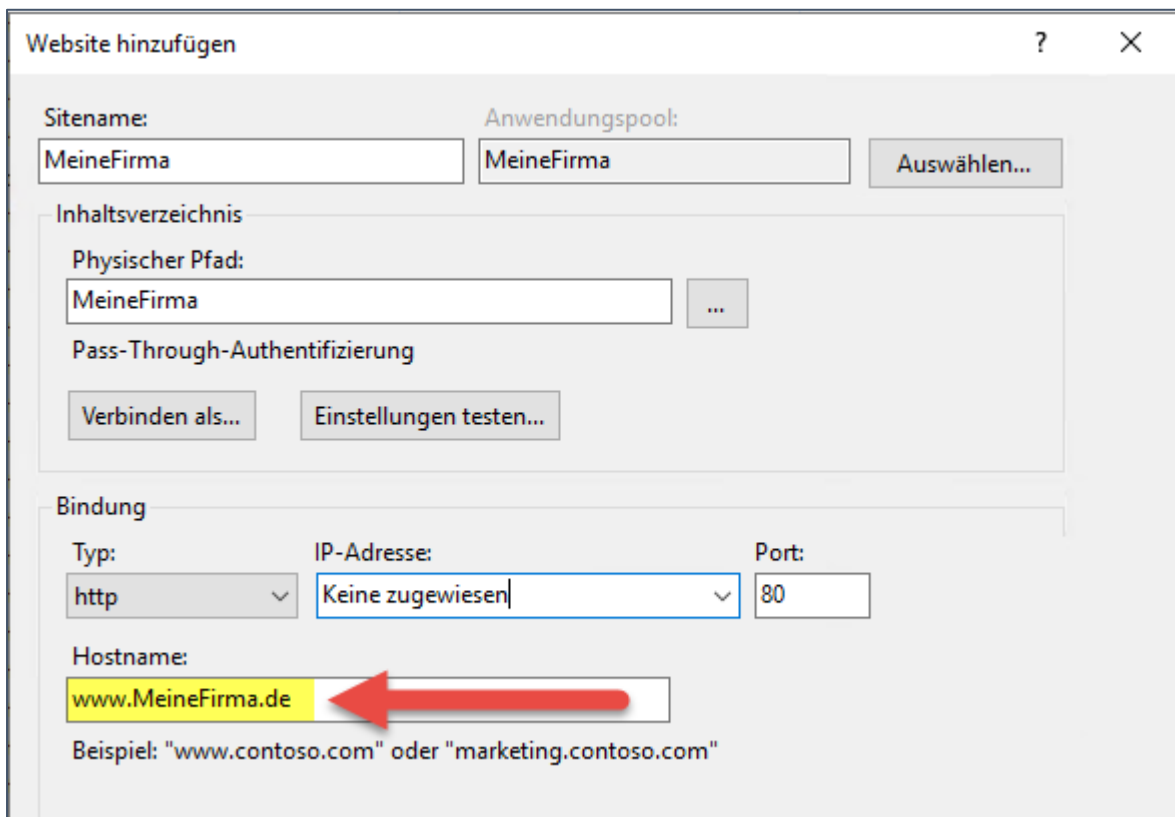 Website hinzufügen ?
Sitename: Anwendungspool:
MeineFirma MeineFirma Auswählen...
Inhaltsverzeichnis
Physischer Pfad:
MeineFirma ...
Pass-Through-Authentifizierung
Verbinden als... Einstellungen testen...
Bindung
Typ: IP-Adresse: Port:
http Keine zugewiesen 80
Hostname:
www.MeineFirma.de
Beispiel: "www.contoso.com" oder "marketing.contoso.com"